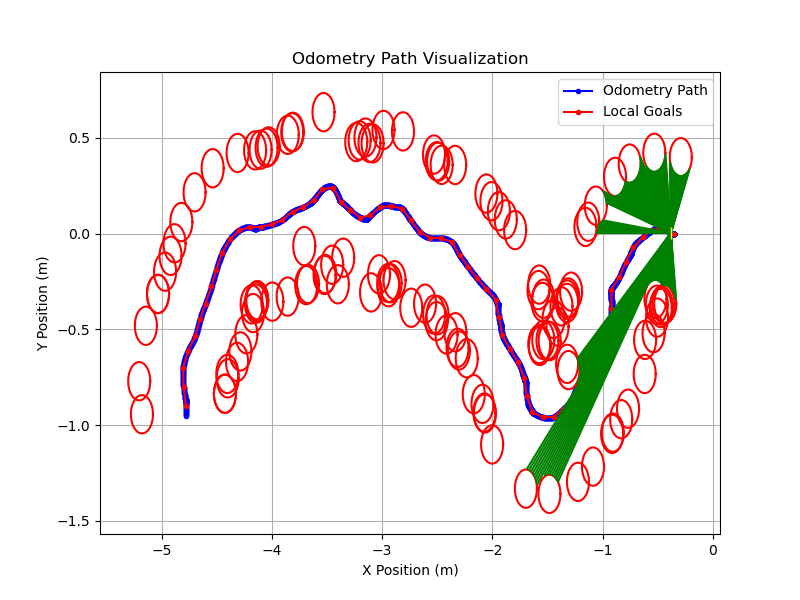 Odometry Path Visualization
Odometry Path
Local Goals
Y Position (m)
0.5
0.0
−0.5
−1.0
−1.5
−5
−4
−3
−2
−1
0
X Position (m)